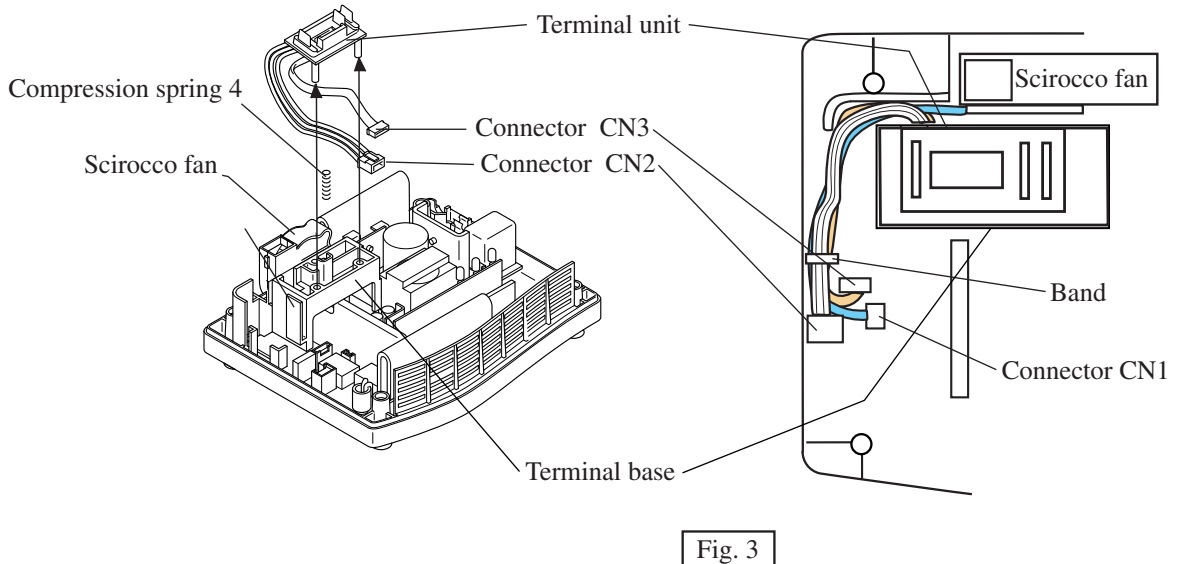 Terminal unit
Scirocco fan
Compression spring 4
Connector CN3
Connector CN2
Scirocco fan
Band
Connector CN1
Terminal base
Fig. 3